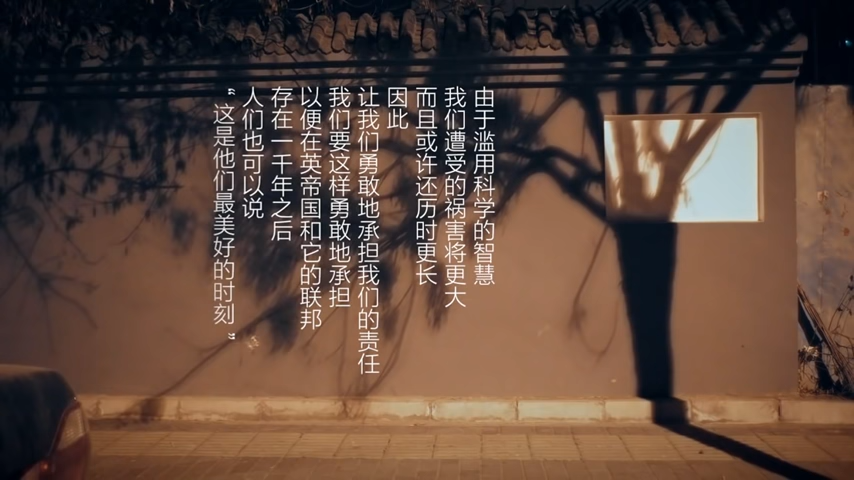 由于滥用科学的智慧
我们遭受的祸害将更大
而且或许还历时更长
因此
让我们勇敢地承担我们的责任
我们要这样勇敢地承担
以便在英帝国和它的联邦
存在一千年之后
人们也可以说
“这是他们最美好的时刻”